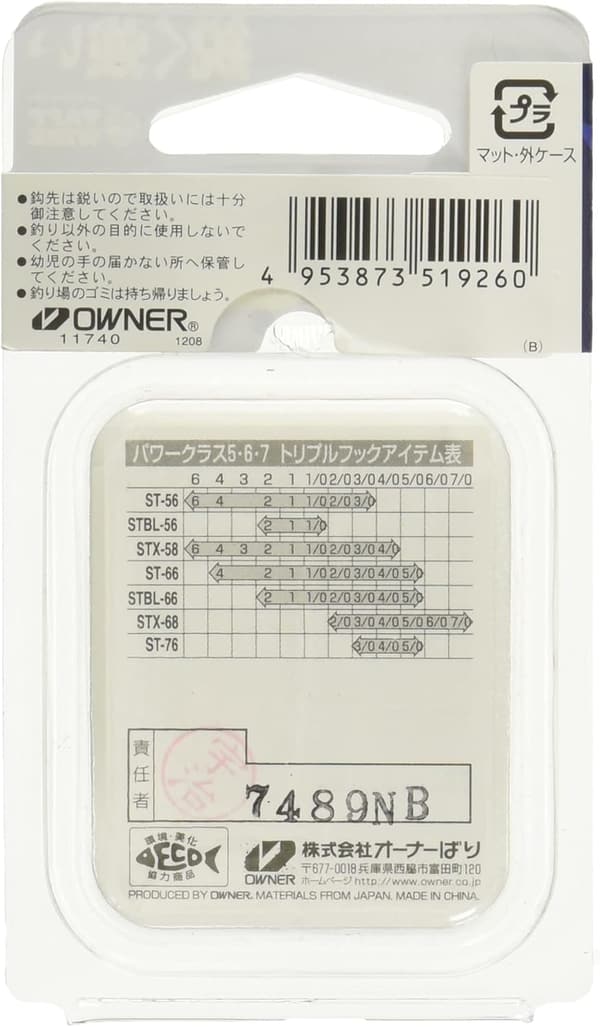 プラ
マット・外ケース
●鈎先は鋭いので取扱いには十分
御注意してください。
●釣り以外の目的に使用しないで
ください。
●幼児の手の届かない所へ保管し
てください。
●釣り場のゴミは持ち帰りましょう。
4 953873 519260
OWNER®
11740 1208
(B)
パワークラス5・6・7 トリプルフックアイテム表
6 4 3 2 1 1/0 2/0 3/0 4/0 5/0 6/0 7/0
ST-56 6 4 2 1 1/0 2/0 3/0
STBL-56 2 1 1/0
STX-58 6 4 3 2 1 1/0 2/0 3/0 4/0
ST-66 4 2 1 1/0 2/0 3/0 4/0 5/0
STBL-66 2 1 1/0 2/0 3/0 4/0 5/0
STX-68 2/0 3/0 4/0 5/0 6/0 7/0
ST-76 3/0 4/0 5/0
責任者
宇治
7489NB
環境・美化
ECO
協力商品
OWNER
株式会社オーナーばり
〒677-0018兵庫県西脇市富田町120
ホームページhttp://www.owner.co.jp
PRODUCED BY OWNER. MATERIALS FROM JAPAN. MADE IN CHINA.